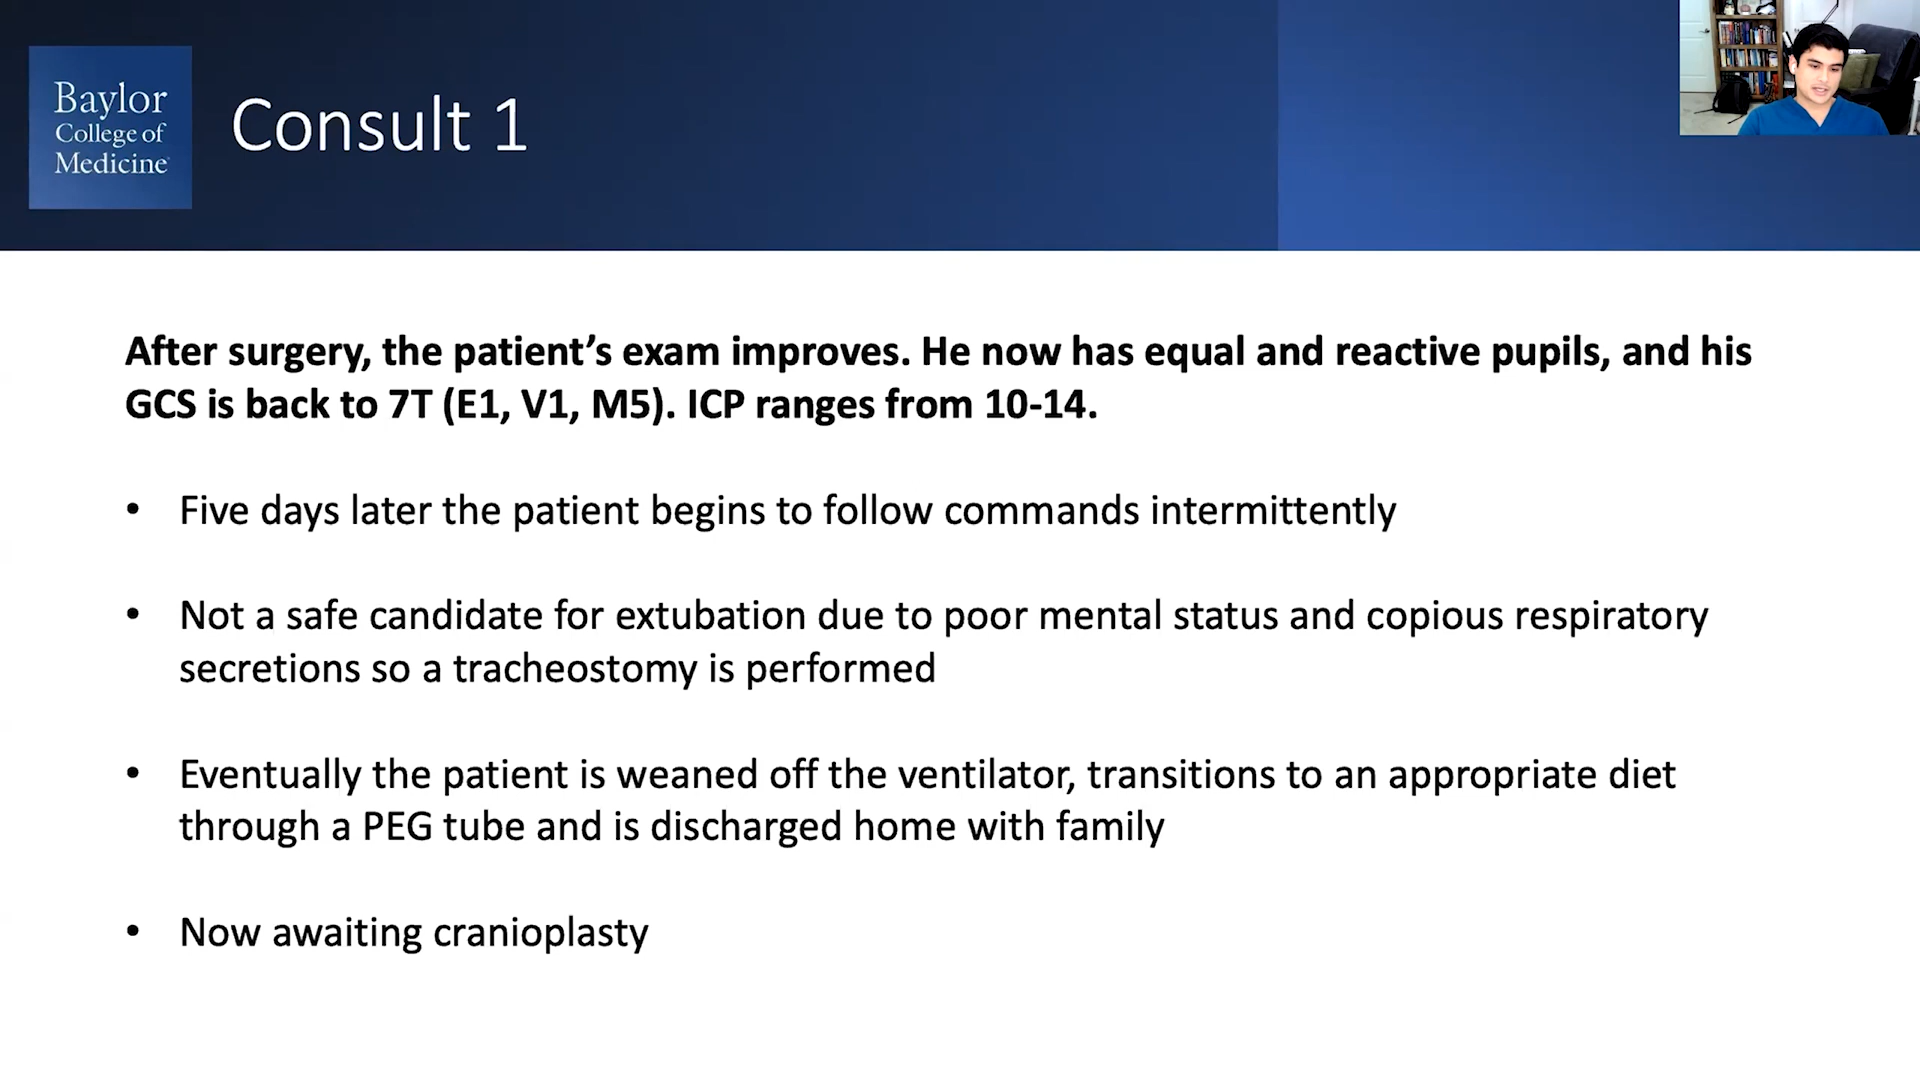 Baylor
College of
Medicine
Consult 1
After surgery, the patient’s exam improves. He now has equal and reactive pupils, and his
GCS is back to 7T (E1, V1, M5). ICP ranges from 10-14.
• Five days later the patient begins to follow commands intermittently
• Not a safe candidate for extubation due to poor mental status and copious respiratory
secretions so a tracheostomy is performed
• Eventually the patient is weaned off the ventilator, transitions to an appropriate diet
through a PEG tube and is discharged home with family
• Now awaiting cranioplasty